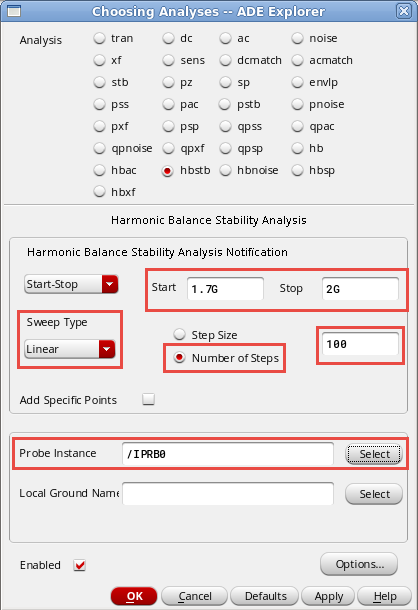 Choosing Analyses -- ADE Explorer
Analysis tran dc ac noise
xf sens dcmatch acmatch
stb pz sp envlp
pss pac pstb pnoise
pxf psp qpss qpac
qpnoise qpxf qpsp hb
hbac hbstb hbnoise hbsp
hbxf
Harmonic Balance Stability Analysis
Harmonic Balance Stability Analysis Notification
Start-Stop Start 1.7G Stop 2G
Sweep Type
Linear
Step Size
Number of Steps
100
Add Specific Points
Probe Instance /IPRB0 Select
Local Ground Name Select
Enabled Options...
OK Cancel Defaults Apply Help